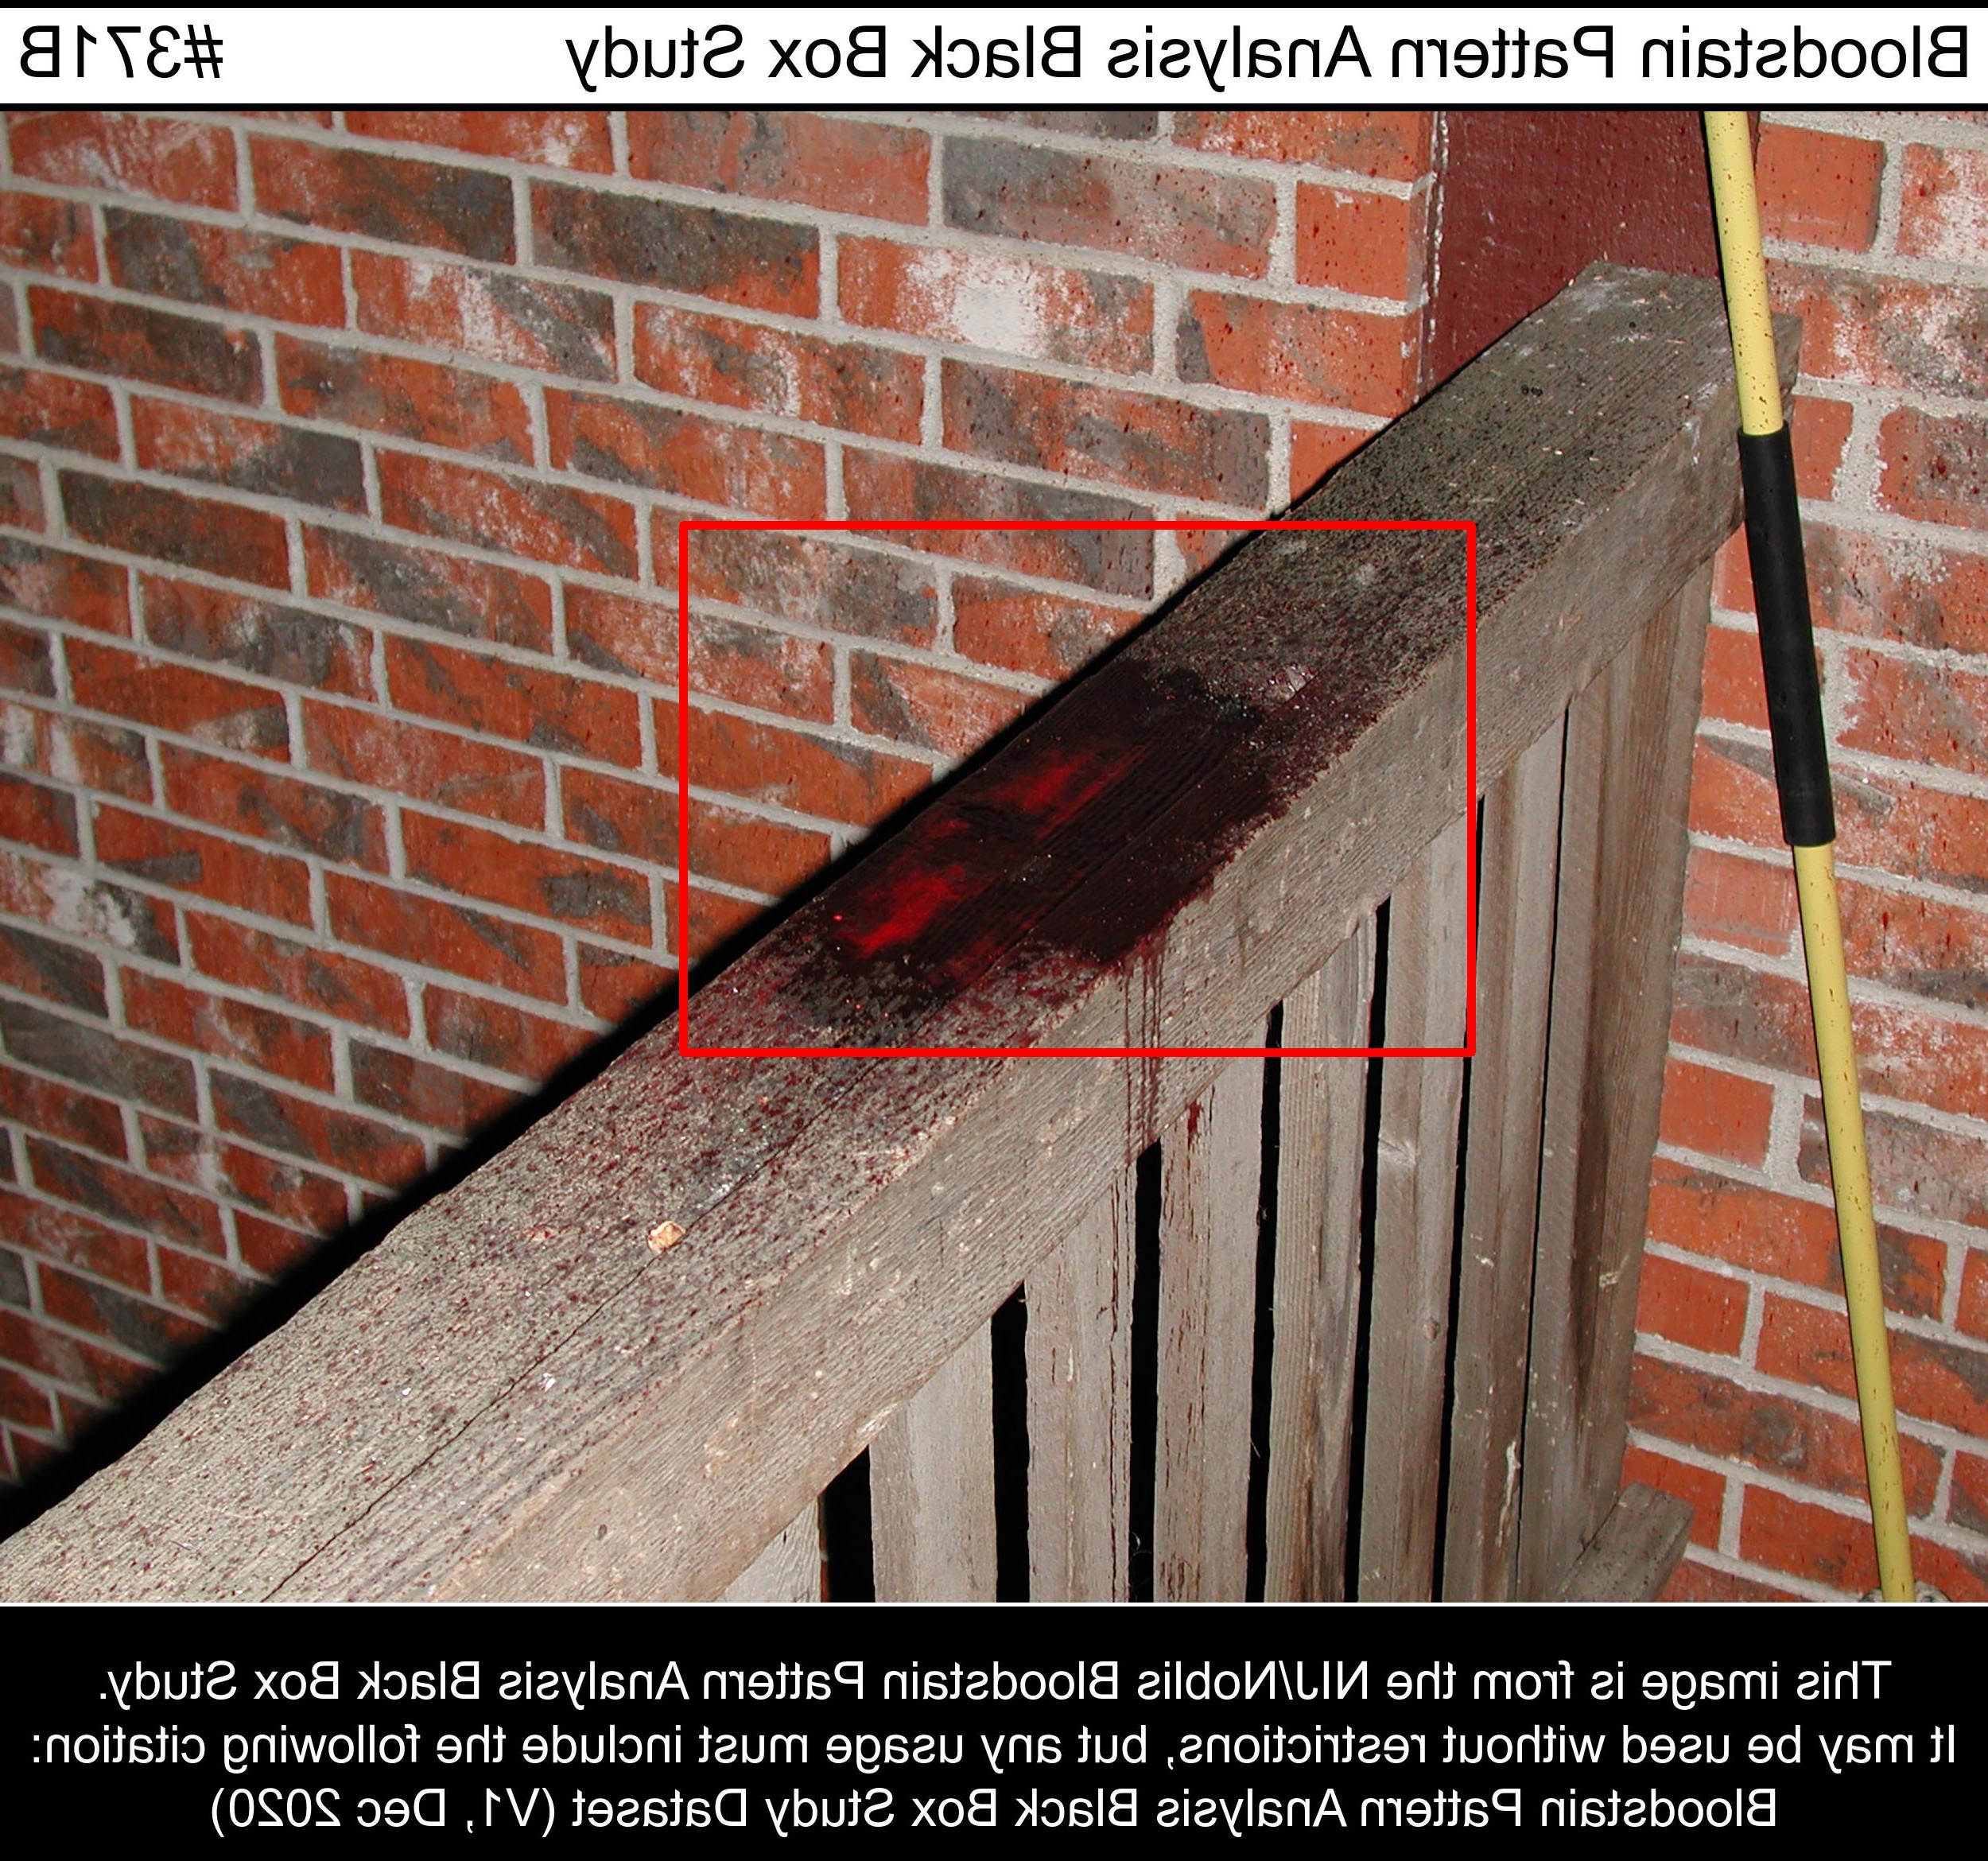 Bloodstain Pattern Analysis Black Box Study #371B
This image is from the NIJ/Noblis Bloodstain Pattern Analysis Black Box Study.
It may be used without restrictions, but any usage must include the following citation:
Bloodstain Pattern Analysis Black Box Study Dataset (V1, Dec 2020)